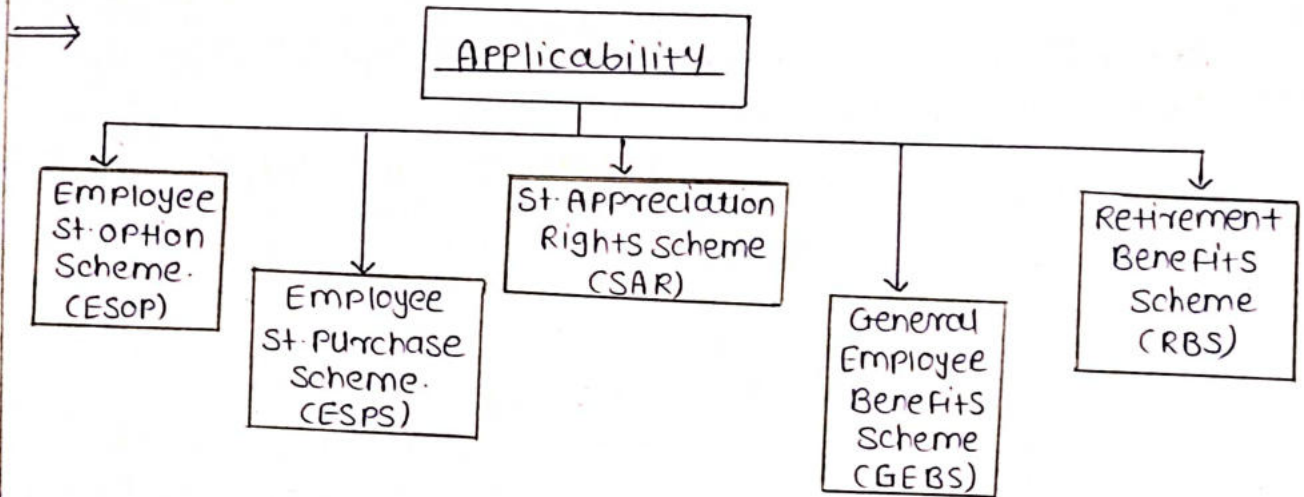 Applicability
Employee
St. option
Scheme.
(ESOP)
Employee
St. Purchase
Scheme.
(ESPS)
St. Appreciation
Rights Scheme
(SAR)
General
Employee
Benefits
Scheme
(GEBS)
Retirement
Benefits
Scheme
(RBS)